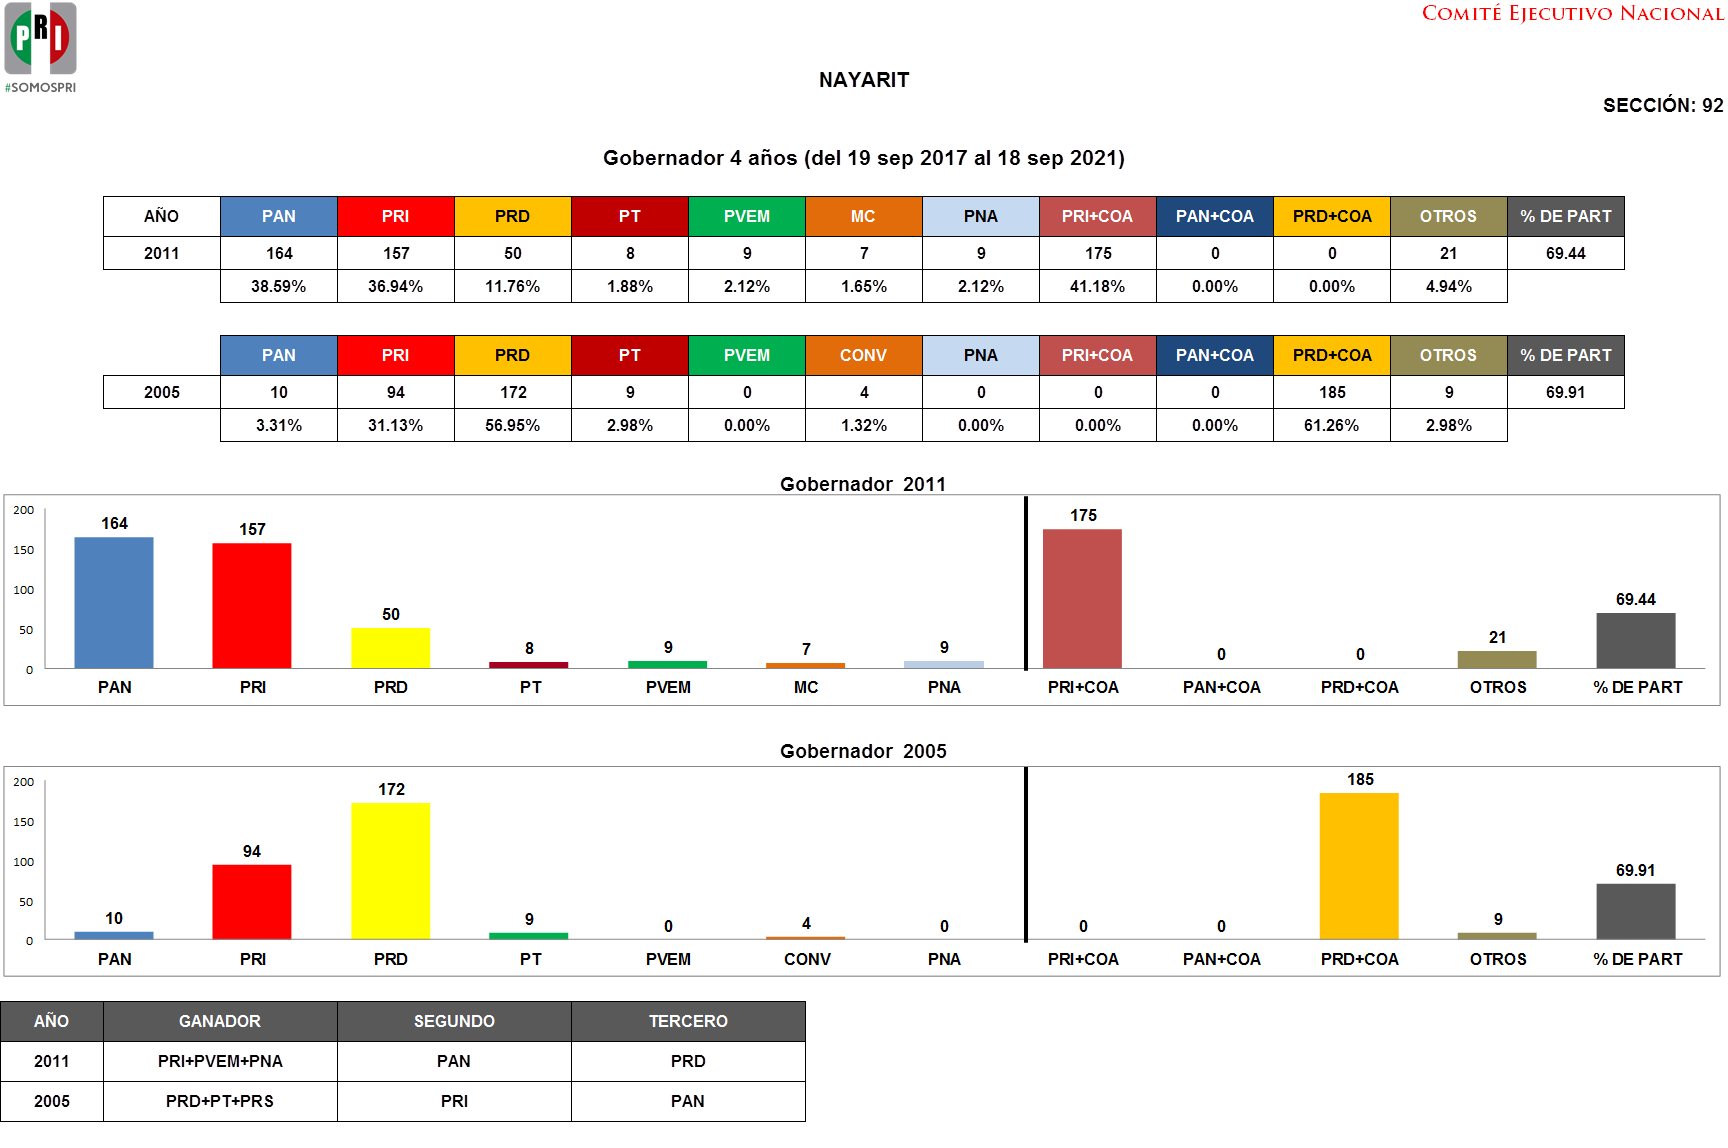 PRI
#SOMOSPRI
COMITÉ EJECUTIVO NACIONAL
NAYARIT
SECCIÓN: 92
Gobernador 4 años (del 19 sep 2017 al 18 sep 2021)
AÑO PAN PRI PRD PT PVEM MC PNA PRI+COA PAN+COA PRD+COA OTROS % DE PART
2011 164 157 50 8 9 7 9 175 0 0 21 69.44
38.59% 36.94% 11.76% 1.88% 2.12% 1.65% 2.12% 41.18% 0.00% 0.00% 4.94%
PAN PRI PRD PT PVEM CONV PNA PRI+COA PAN+COA PRD+COA OTROS % DE PART
2005 10 94 172 9 0 4 0 0 0 185 9 69.91
3.31% 31.13% 56.95% 2.98% 0.00% 1.32% 0.00% 0.00% 0.00% 61.26% 2.98%
Gobernador 2011
200
150
100
50
0
164 157 50 8 9 7 9 175 0 0 21 69.44
PAN PRI PRD PT PVEM MC PNA PRI+COA PAN+COA PRD+COA OTROS % DE PART
Gobernador 2005
200
150
100
50
0
10 94 172 9 0 4 0 0 0 185 9 69.91
PAN PRI PRD PT PVEM CONV PNA PRI+COA PAN+COA PRD+COA OTROS % DE PART
AÑO GANADOR SEGUNDO TERCERO
2011 PRI+PVEM+PNA PAN PRD
2005 PRD+PT+PRS PRI PAN